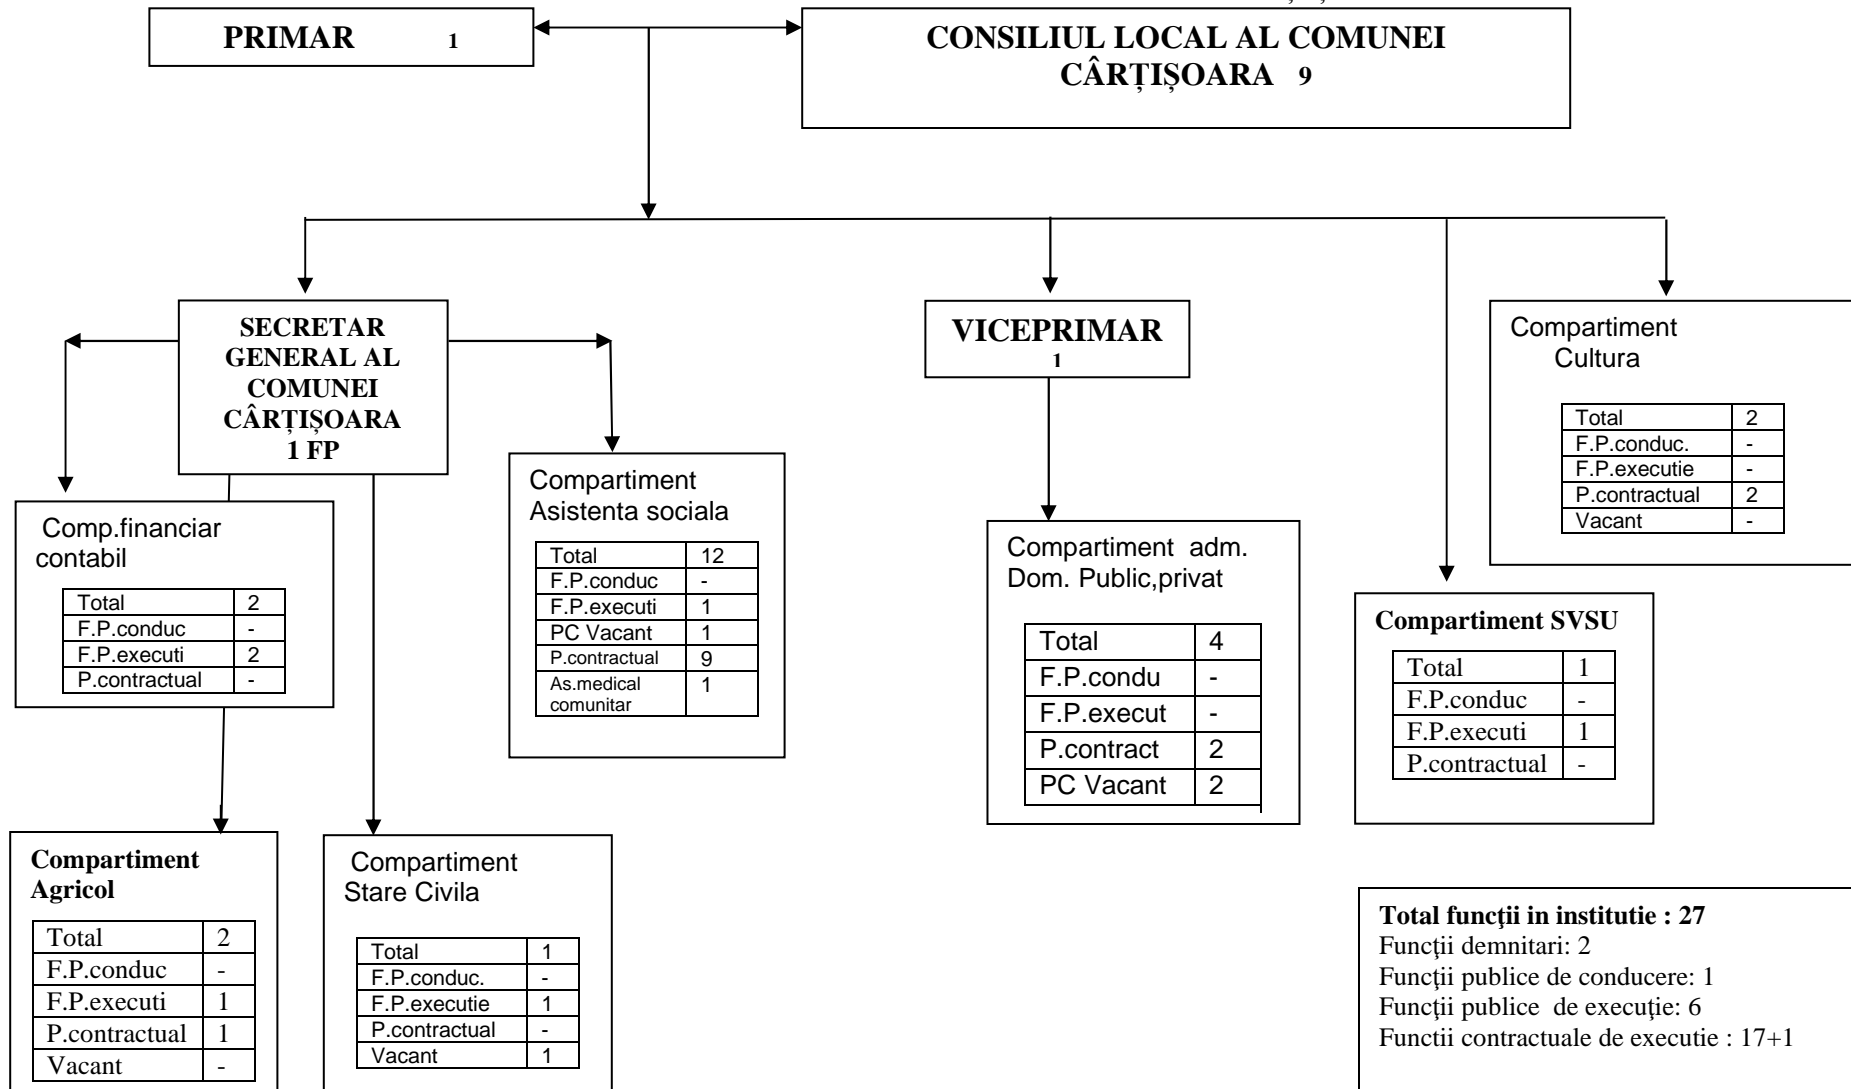 PRIMAR 1
CONSILIUL LOCAL AL COMUNEI
CÂRȚIȘOARA 9
SECRETAR
GENERAL AL
COMUNEI
CÂRȚIȘOARA
1 FP
VICEPRIMAR
1
Compartiment
Cultura
Total 2
F.P.conduc. -
F.P.executie -
P.contractual 2
Vacant -
Comp.financiar
contabil
Total 2
F.P.conduc -
F.P.executi 2
P.contractual -
Compartiment
Asistenta sociala
Total 12
F.P.conduc -
F.P.executi 1
PC Vacant 1
P.contractual 9
As.medical 1
comunitar
Compartiment adm.
Dom. Public,privat
Total 4
F.P.condu -
F.P.execut -
P.contract 2
PC Vacant 2
Compartiment SVSU
Total 1
F.P.conduc -
F.P.executi 1
P.contractual -
Compartiment
Agricol
Total 2
F.P.conduc -
F.P.executi 1
P.contractual 1
Vacant -
Compartiment
Stare Civila
Total 1
F.P.conduc. -
F.P.executie 1
P.contractual -
Vacant 1
Total funcţii in institutie : 27
Funcţii demnitari: 2
Funcţii publice de conducere: 1
Funcţii publice de execuţie: 6
Functii contractuale de executie : 17+1